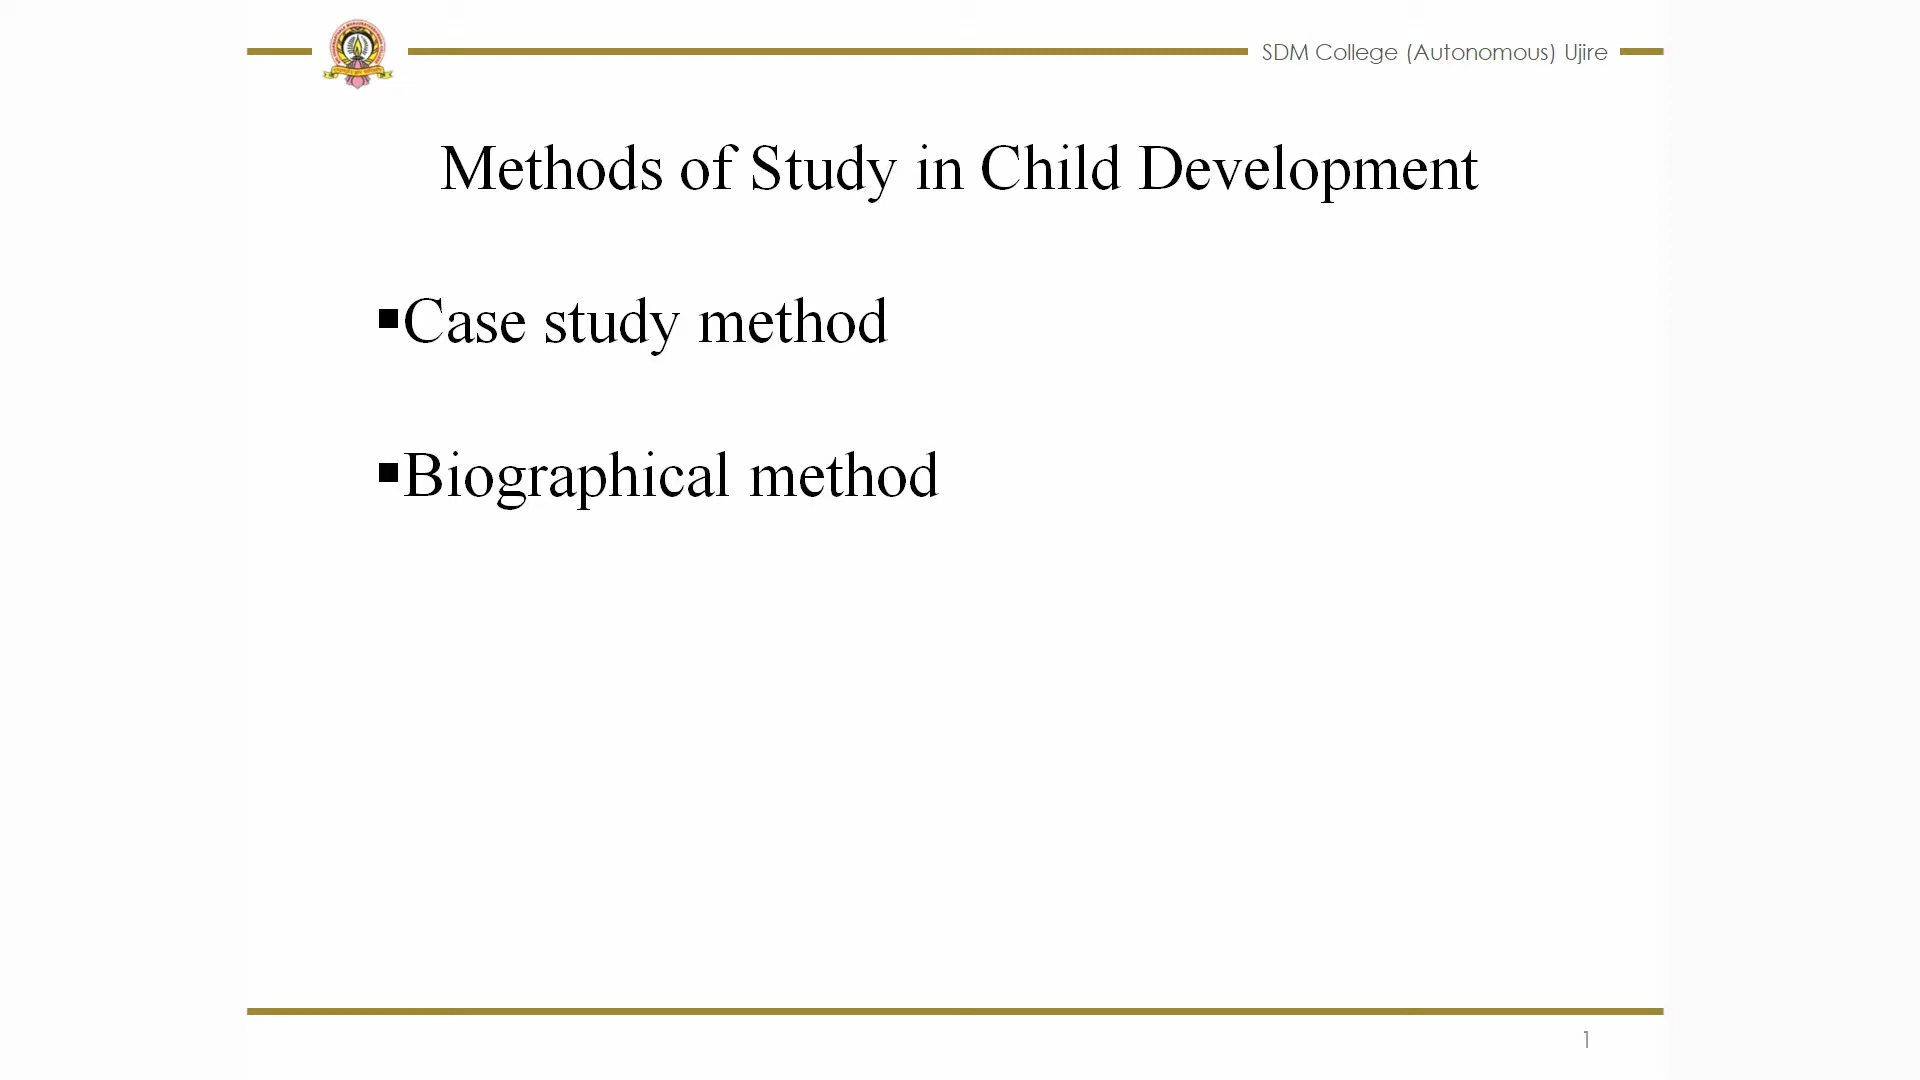 SDM College (Autonomous) Ujire
Methods of Study in Child Development
▪Case study method
▪Biographical method
1